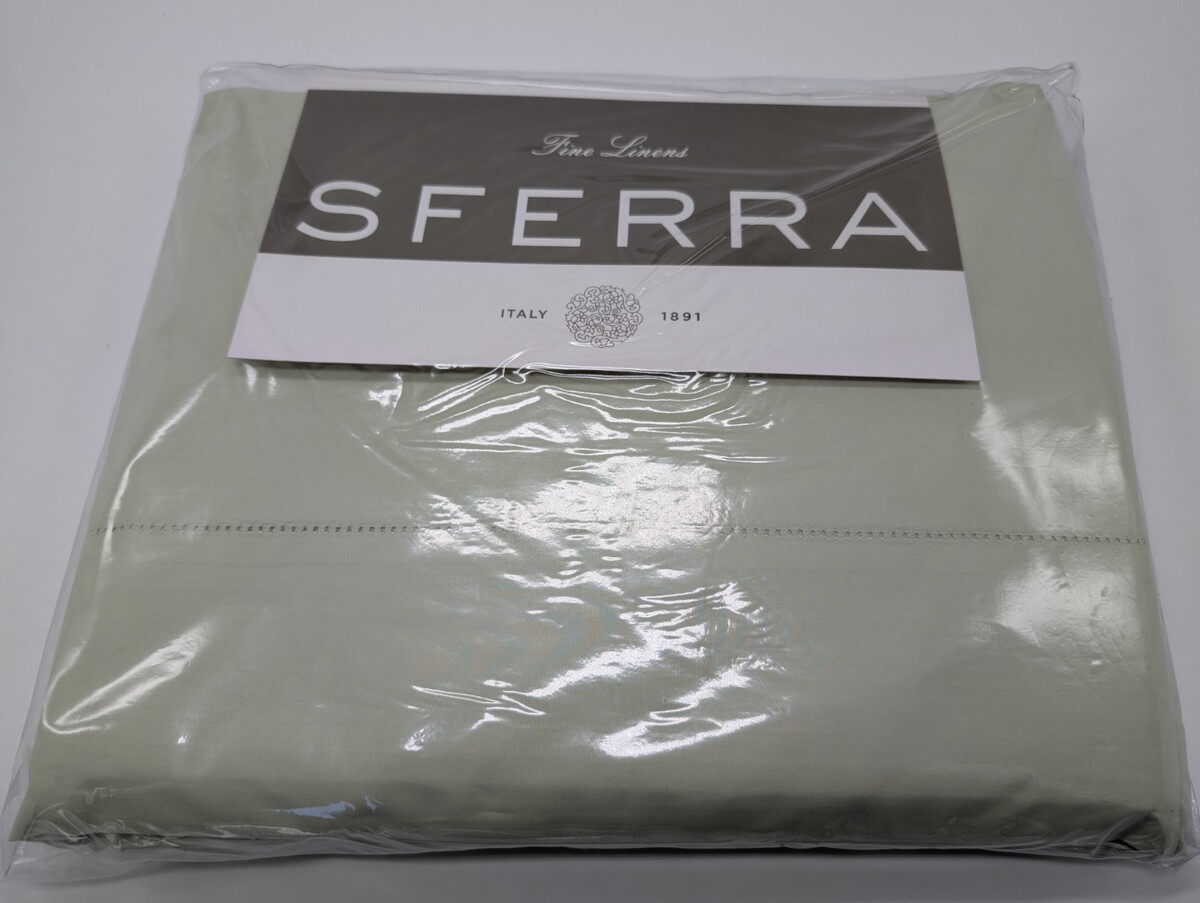 Fine Linens
SFERRA
ITALY 1891